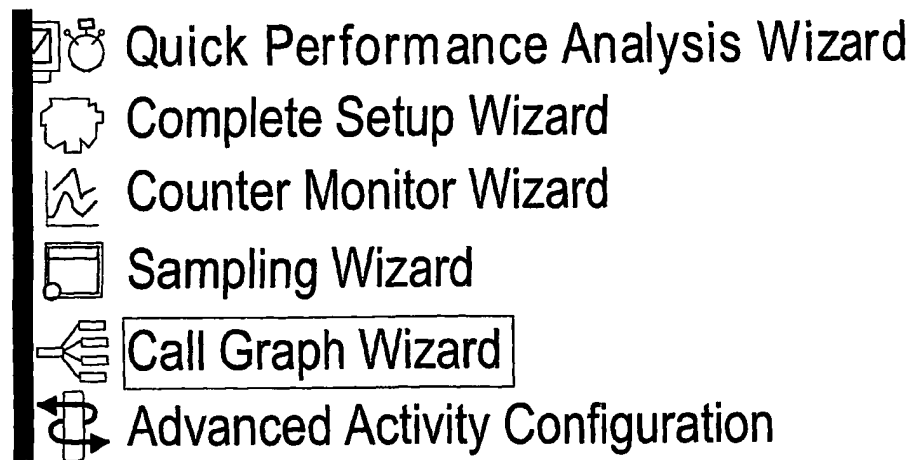 Quick Performance Analysis Wizard
Complete Setup Wizard
Counter Monitor Wizard
Sampling Wizard
Call Graph Wizard
Advanced Activity Configuration